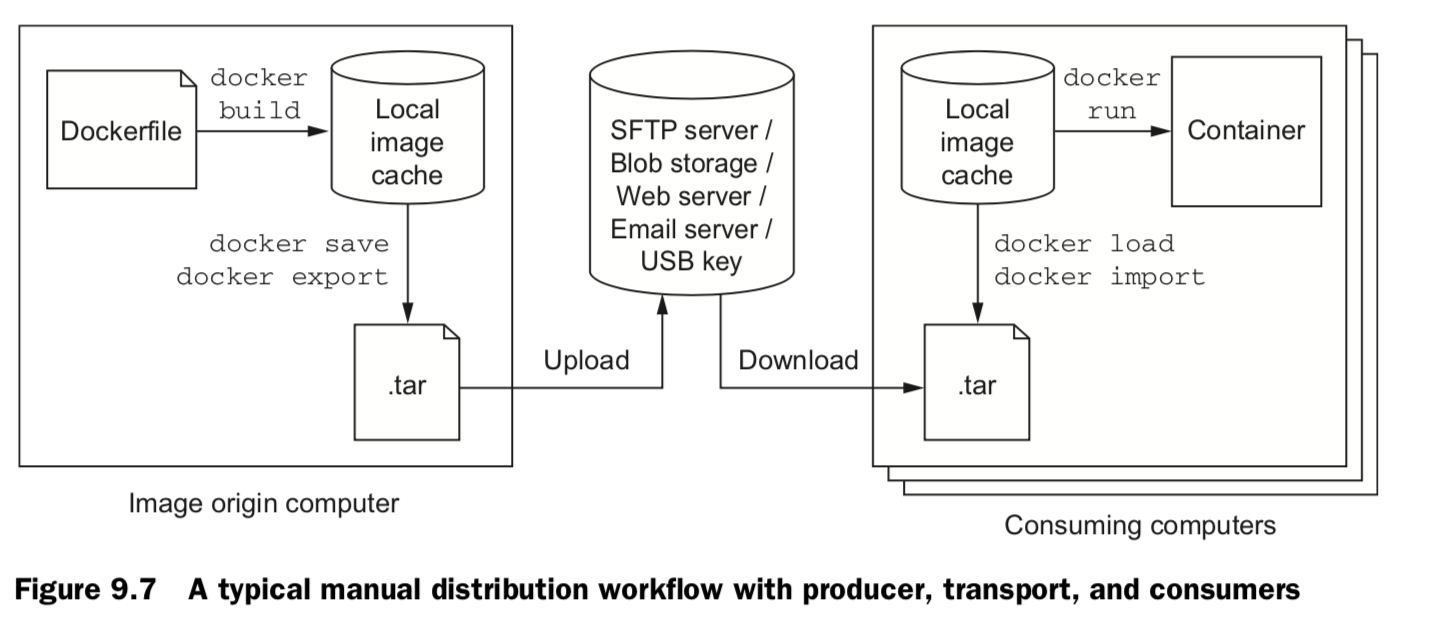 Dockerfile
docker
build
Local
image
cache
docker save
docker export
.tar
Upload
SFTP server /
Blob storage /
Web server /
Email server /
USB key
Download
Local
image
cache
docker
run
Container
docker load
docker import
.tar
Image origin computer
Consuming computers
Figure 9.7 A typical manual distribution workflow with producer, transport, and consumers